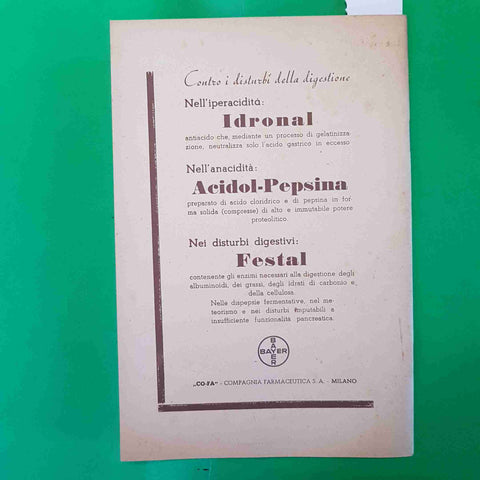 Contro i disturbi della digestione
Nell'iperacidità:
Idronal
antiacido che, mediante un processo di gelatinizza
zione, neutralizza solo l'acido gastrico in eccesso
Nell'anacidità:
Acidol-Pepsina
preparato di acido cloridrico e di pepsina in for
ma solida (compresse) di alto e immutabile potere
proteolitico.
Nei disturbi digestivi:
Festal
contenente gli enzimi necessari alla digestione degli
albuminoidi, dei grassi, degli idrati di carbonio e,
della cellulosa.
Nelle dispepsie fermentative, nel me-
teorismo e nei disturbi imputabili a
insufficiente funzionalità pancreatica.
BAYER
BAYER
„CO-FA" - COMPAGNIA FARMACEUTICA S. A. - MILANO